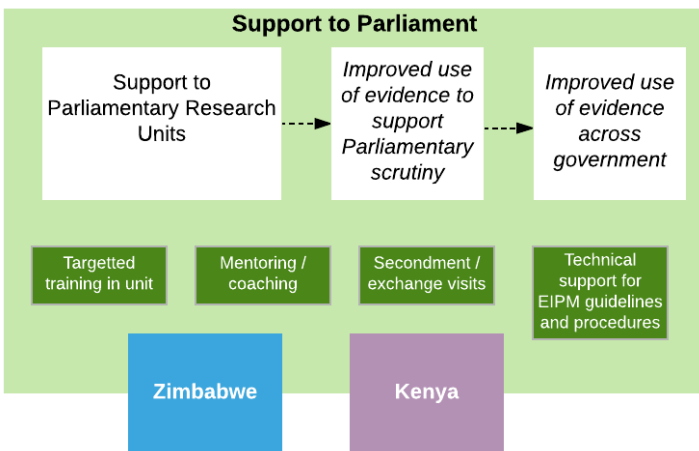 Support to Parliament
Support to
Parliamentary Research
Units
Improved use
of evidence to
support
Parliamentary
scrutiny
Improved use
of evidence
across
government
Targetted
training in unit
Mentoring /
coaching
Secondment /
exchange visits
Technical
support for
EIPM guidelines
and procedures
Zimbabwe
Kenya